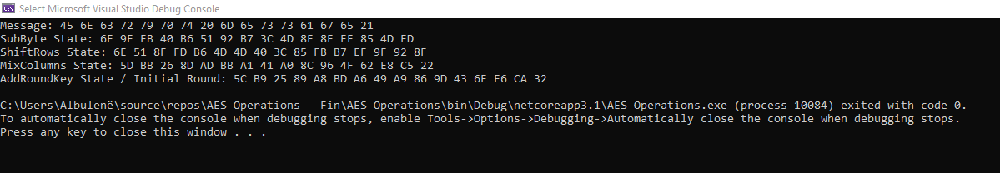 Select Microsoft Visual Studio Debug Console
Message: 45 6E 63 72 79 70 74 20 6D 65 73 73 61 67 65 21
SubByte State: 6E 9F FB 40 B6 51 92 B7 3C 4D 8F 8F EF 85 4D FD
ShiftRows State: 6E 51 8F FD B6 4D 4D 40 3C 85 FB B7 EF 9F 92 8F
MixColumns State: 5D BB 26 8D AD BB A1 41 A0 8C 96 4F 62 E8 C5 22
AddRoundKey State / Initial Round: 5C B9 25 89 A8 BD A6 49 A9 86 9D 43 6F E6 CA 32
C:\Users\Albulenë\source\repos\AES_Operations - Fin\AES_Operations\bin\Debug\netcoreapp3.1\AES_Operations.exe (process 10084) exited with code 0.
To automatically close the console when debugging stops, enable Tools->Options->Debugging->Automatically close the console when debugging stops.
Press any key to close this window . . .